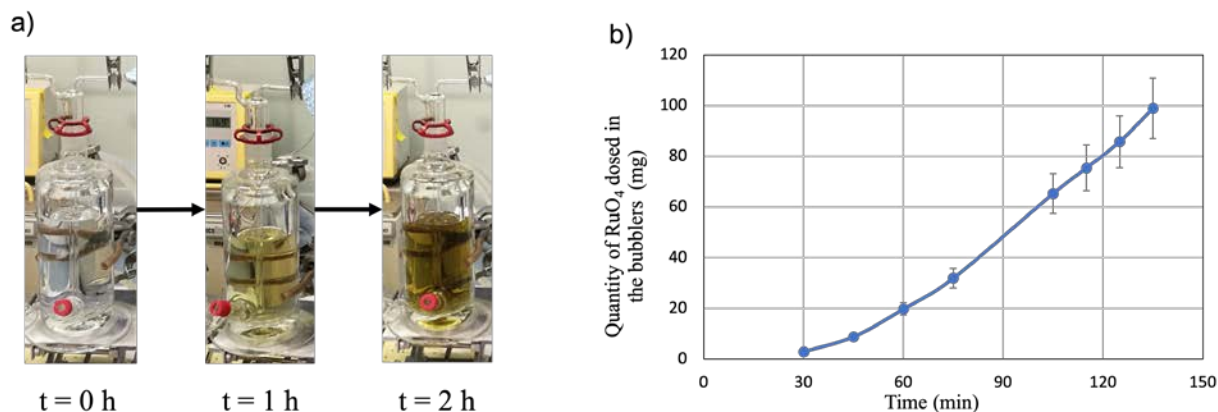 a)
t = 0 h
t = 1 h
t = 2 h
b)
Quantity of RuO₄ dosed in
the bubblers (mg)
120
100
80
60
40
20
0
0 30 60 90 120 150
Time (min)